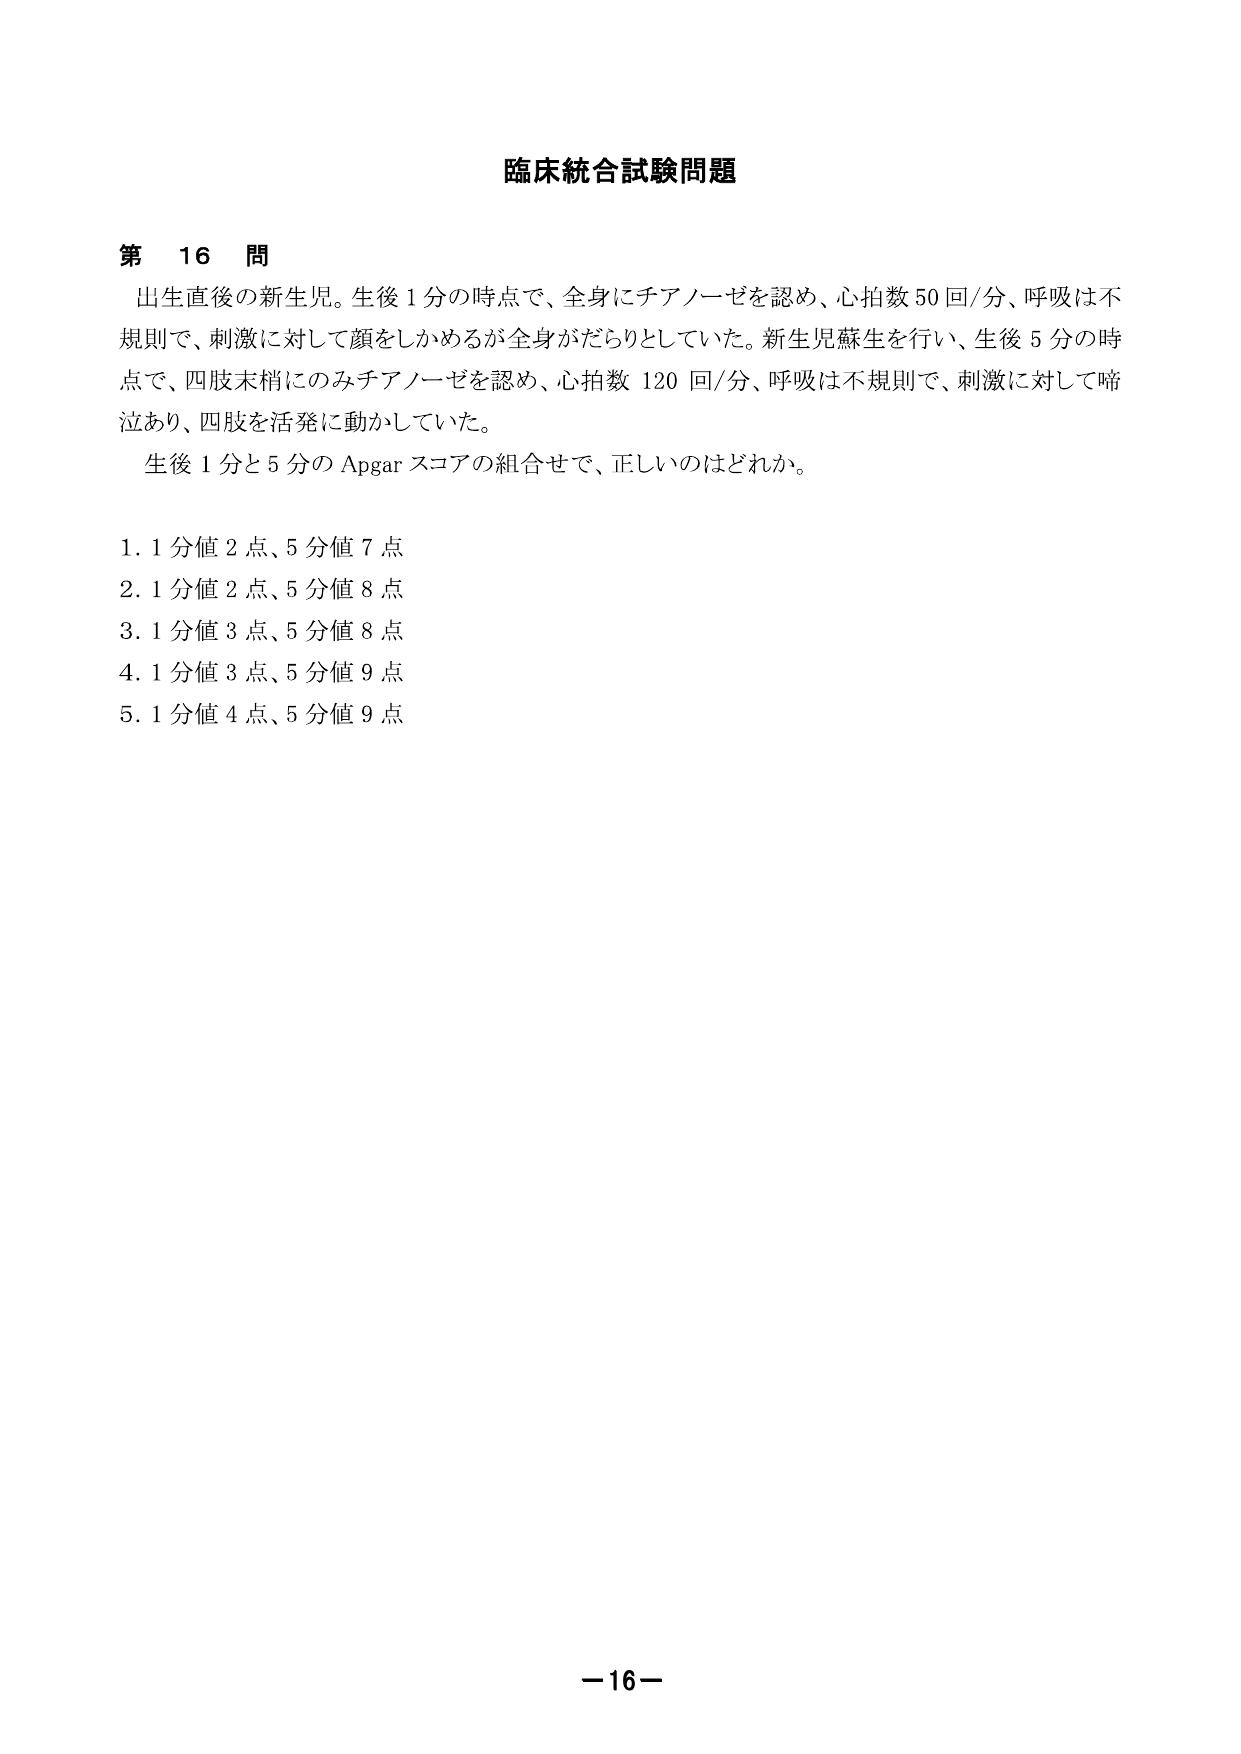 臨床統合試験問題
第 16 問
出生直後の新生児。生後 1 分の時点で、全身にチアノーゼを認め、心拍数 50 回/分、呼吸は不
規則で、刺激に対して顔をしかめるが全身がだらりとしていた。新生児蘇生を行い、生後 5 分の時
点で、四肢末梢にのみチアノーゼを認め、心拍数 120 回/分、呼吸は不規則で、刺激に対して啼
泣あり、四肢を活発に動かしていた。
生後 1 分と 5 分の Apgar スコアの組合せで、正しいのはどれか。
1. 1 分値 2 点、5 分値 7 点
2. 1 分値 2 点、5 分値 8 点
3. 1 分値 3 点、5 分値 8 点
4. 1 分値 3 点、5 分値 9 点
5. 1 分値 4 点、5 分値 9 点
－16－